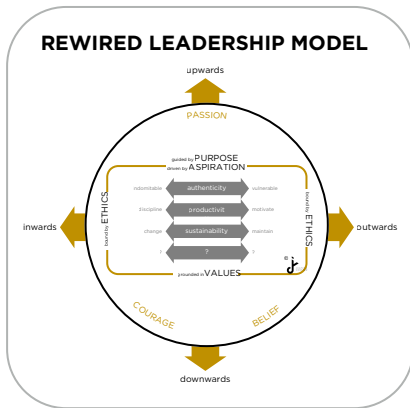 REWIRED LEADERSHIP MODEL
upwards
PASSION
guided by PURPOSE
driven by ASPIRATION
indomitable authenticity vulnerable
discipline productivit motivate
change sustainability maintain
? ? ?
bound by ETHICS
bound by ETHICS
inwards
outwards
grounded in VALUES
COURAGE
BELIEF
downwards